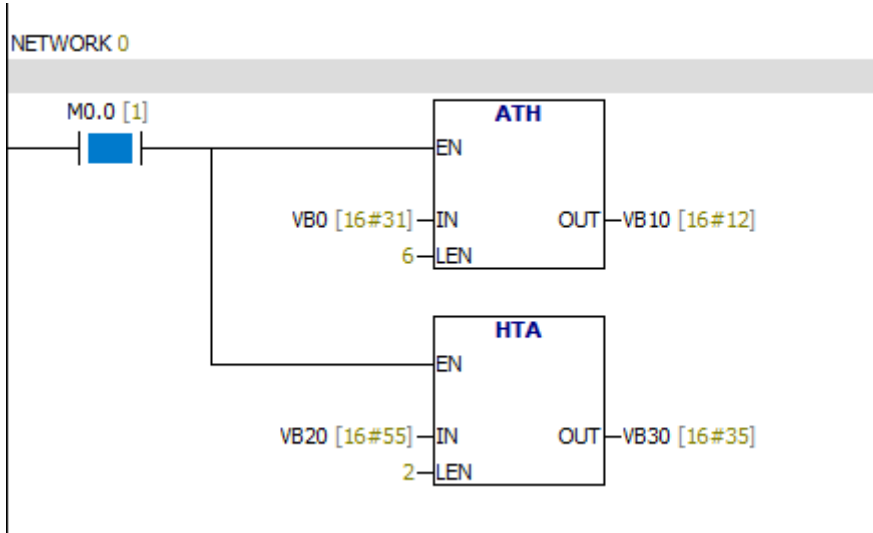 NETWORK 0
M0.0 [1]
ATH
EN
VB0 [16#31] IN OUT VB10 [16#12]
6 LEN
HTA
EN
VB20 [16#55] IN OUT VB30 [16#35]
2 LEN